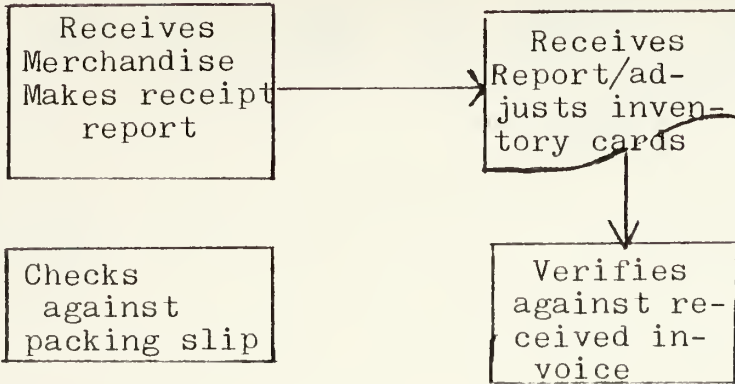 Receives
Merchandise
Makes receipt
report
Receives
Report/ad-
justs inven-
tory cards
Checks
against
packing slip
Verifies
against re-
ceived in-
voice